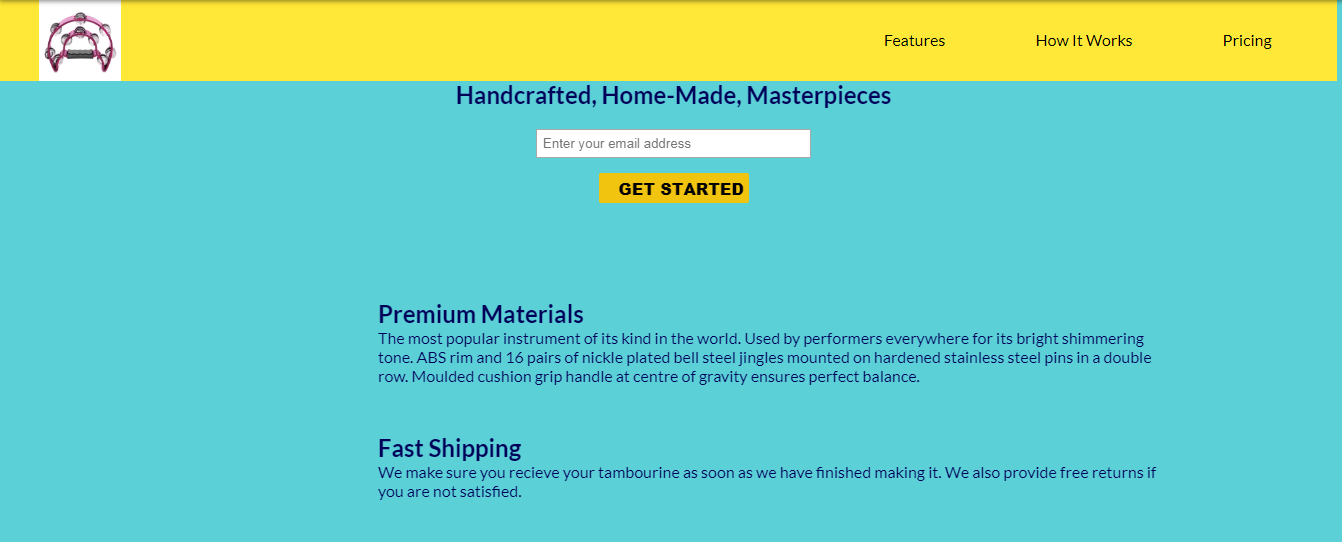 Features
How It Works
Pricing
Handcrafted, Home-Made, Masterpieces
Enter your email address
GET STARTED
Premium Materials
The most popular instrument of its kind in the world. Used by performers everywhere for its bright shimmering
tone. ABS rim and 16 pairs of nickle plated bell steel jingles mounted on hardened stainless steel pins in a double
row. Moulded cushion grip handle at centre of gravity ensures perfect balance.
Fast Shipping
We make sure you recieve your tambourine as soon as we have finished making it. We also provide free returns if
you are not satisfied.